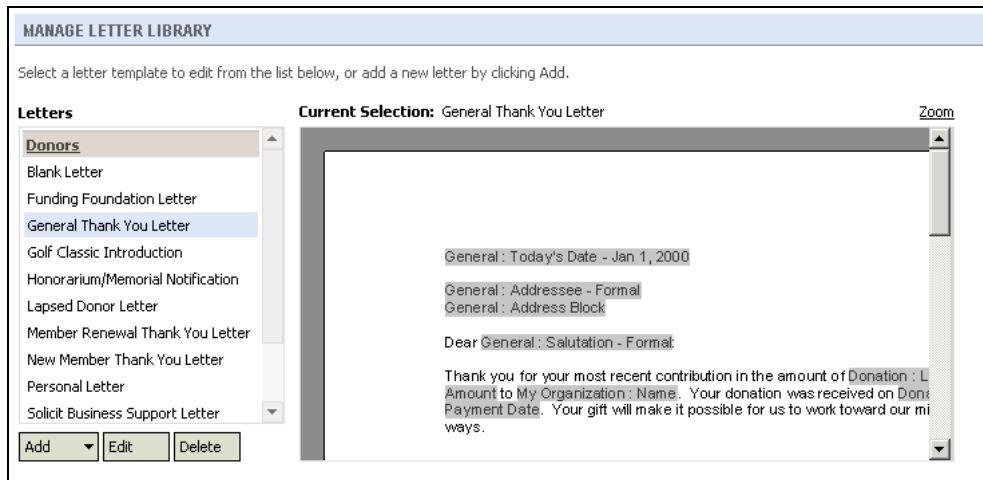 MANAGE LETTER LIBRARY
Select a letter template to edit from the list below, or add a new letter by clicking Add.
Letters
Donors
Blank Letter
Funding Foundation Letter
General Thank You Letter
Golf Classic Introduction
Honorarium/Memorial Notification
Lapsed Donor Letter
Member Renewal Thank You Letter
New Member Thank You Letter
Personal Letter
Solicit Business Support Letter
Add
Edit
Delete
Current Selection: General Thank You Letter
Zoom
General : Today's Date - Jan 1, 2000
General : Addressee - Formal
General : Address Block
Dear General : Salutation - Formal:
Thank you for your most recent contribution in the amount of Donation : L
Amount to My Organization : Name. Your donation was received on Dona
Payment Date. Your gift will make it possible for us to work toward our mi
ways.